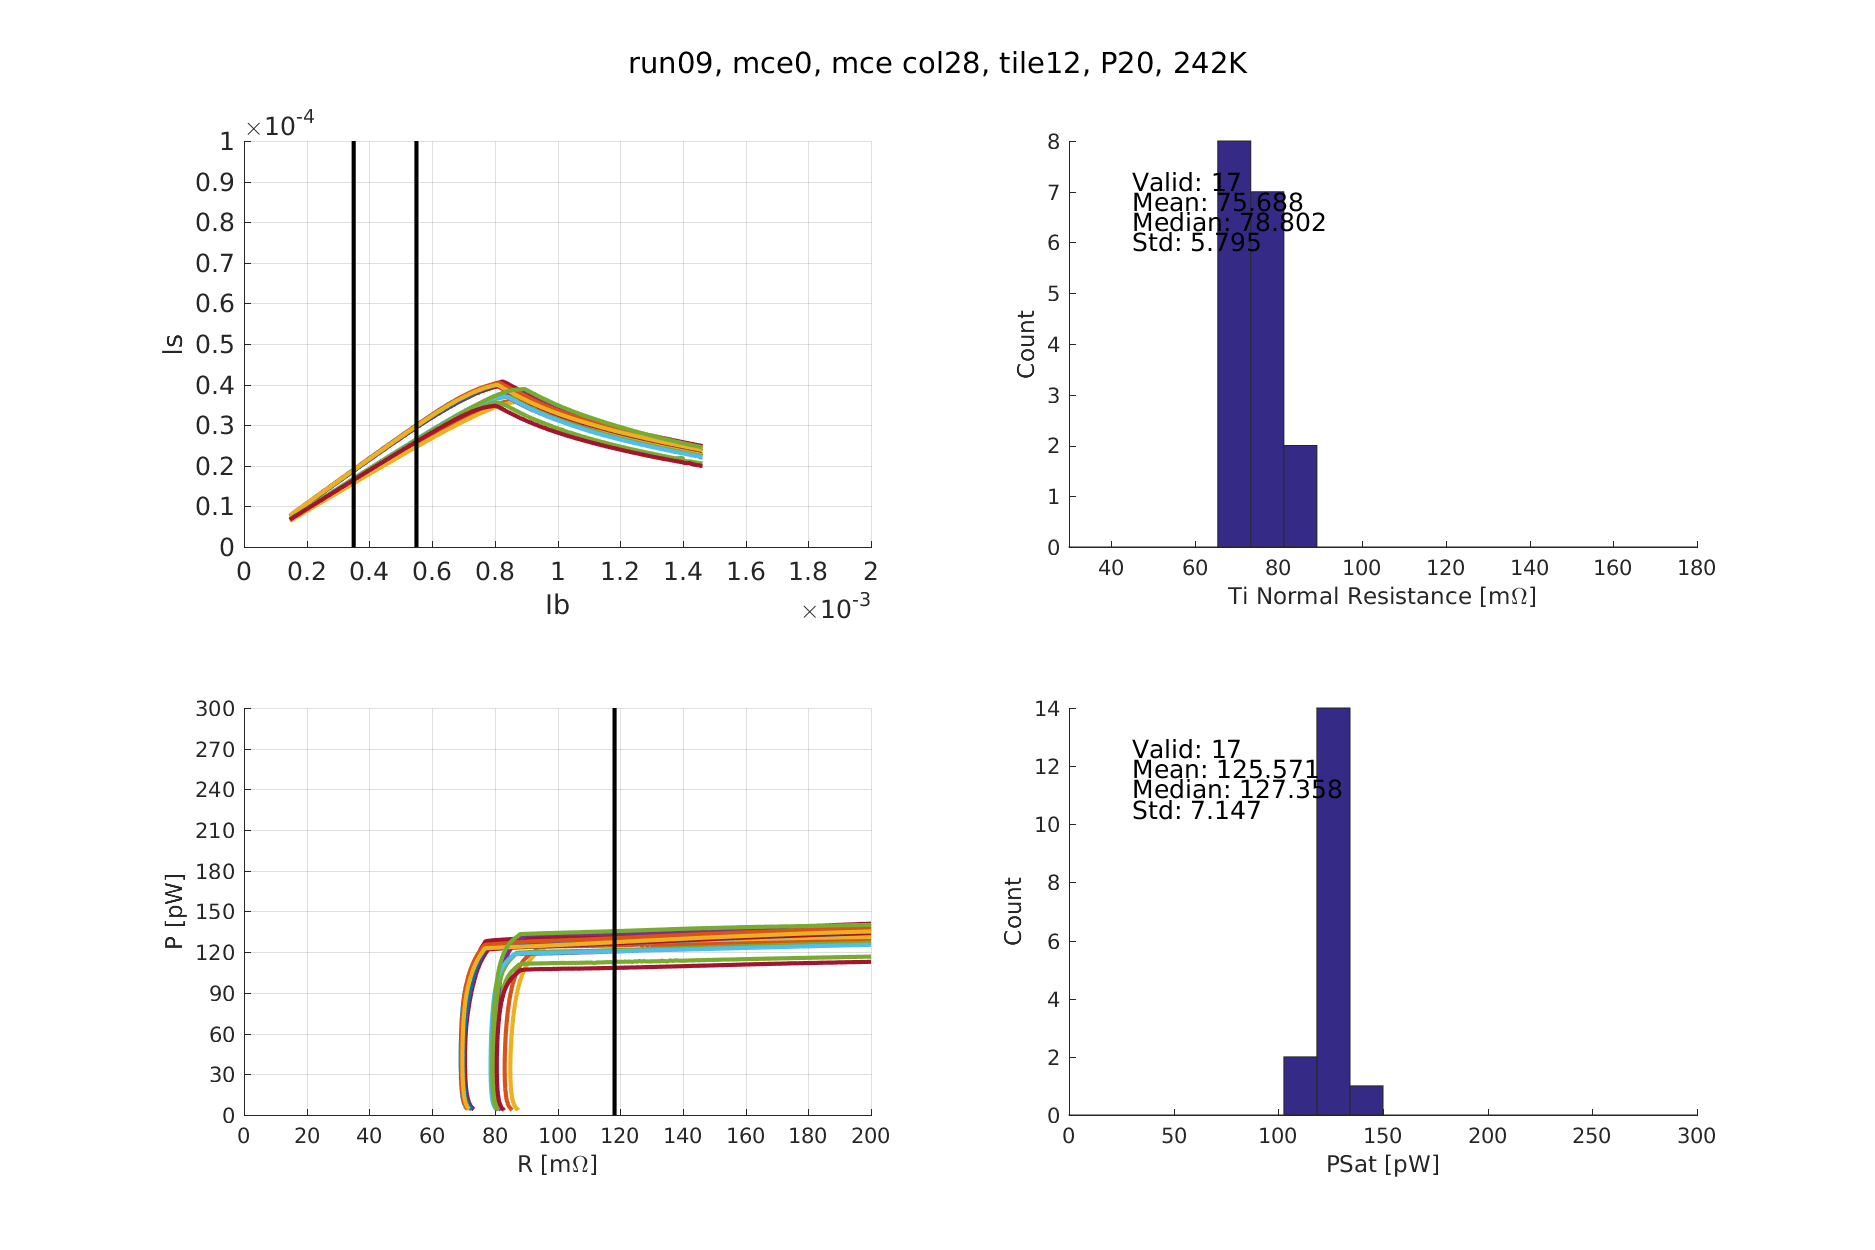 run09, mce0, mce col28, tile12, P20, 242K
×10-4
1
0.9
0.8
0.7
0.6
0.5
0.4
0.3
0.2
0.1
0
Is
0 0.2 0.4 0.6 0.8 1 1.2 1.4 1.6 1.8 2
Ib
×10-3
8
7
6
5
4
3
2
1
0
Count
Valid: 17
Mean: 75.688
Median: 78.802
Std: 5.795
40 60 80 100 120 140 160 180
Ti Normal Resistance [mΩ]
300
270
240
210
180
150
120
90
60
30
0
P [pW]
0 20 40 60 80 100 120 140 160 180 200
R [mΩ]
14
12
10
8
6
4
2
0
Count
Valid: 17
Mean: 125.571
Median: 127.358
Std: 7.147
0 50 100 150 200 250 300
PSat [pW]